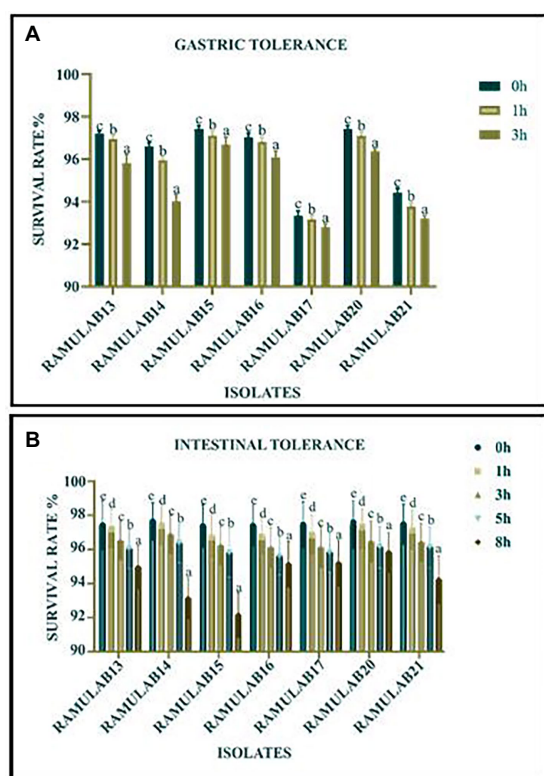 A
GASTRIC TOLERANCE
0h
1h
3h
SURVIVAL RATE %
100
98
96
94
92
90
c b a c b a c b a c b a c b a c b a c b a
RAMULAB13 RAMULAB14 RAMULAB15 RAMULAB16 RAMULAB17 RAMULAB20 RAMULAB21
ISOLATES
B
INTESTINAL TOLERANCE
0h
1h
3h
5h
8h
SURVIVAL RATE %
100
98
96
94
92
90
e d c b a e d c b a e d c b a e d c b a e d c b a e d c b a e d c b a
RAMULAB13 RAMULAB14 RAMULAB15 RAMULAB16 RAMULAB17 RAMULAB20 RAMULAB21
ISOLATES